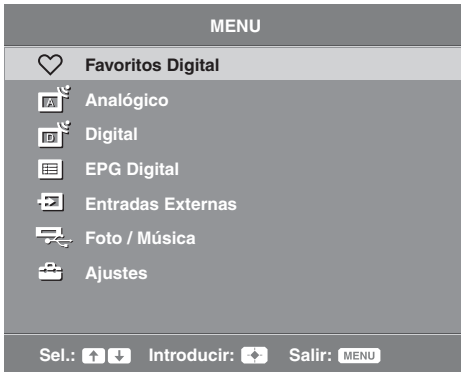 MENU
Favoritos Digital
Analógico
Digital
EPG Digital
Entradas Externas
Foto / Música
Ajustes
Sel.: Introducir: Salir: MENU